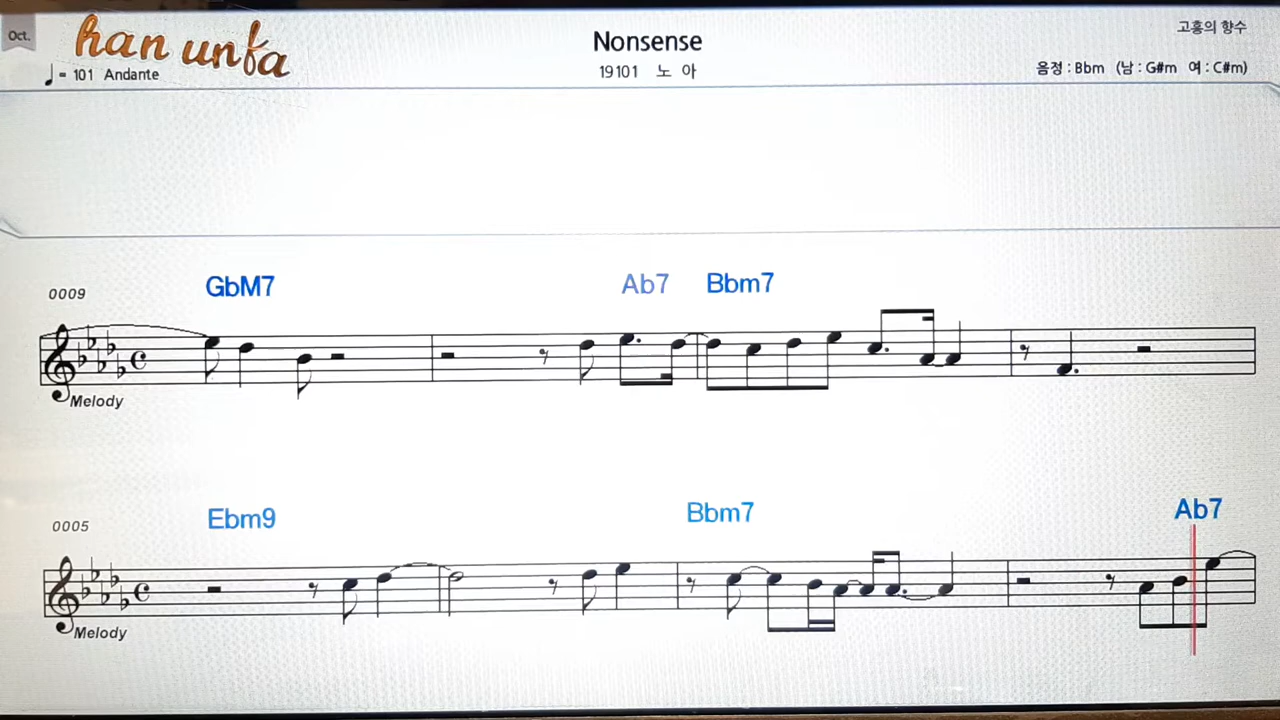 Oct.
han unfa
♩= 101 Andante
Nonsense
19101 노 아
고흥의 향수
음정 : Bbm (남 : G#m 여 : C#m)
0009
GbM7 Ab7 Bbm7
Melody
0005
Ebm9 Bbm7 Ab7
Melody